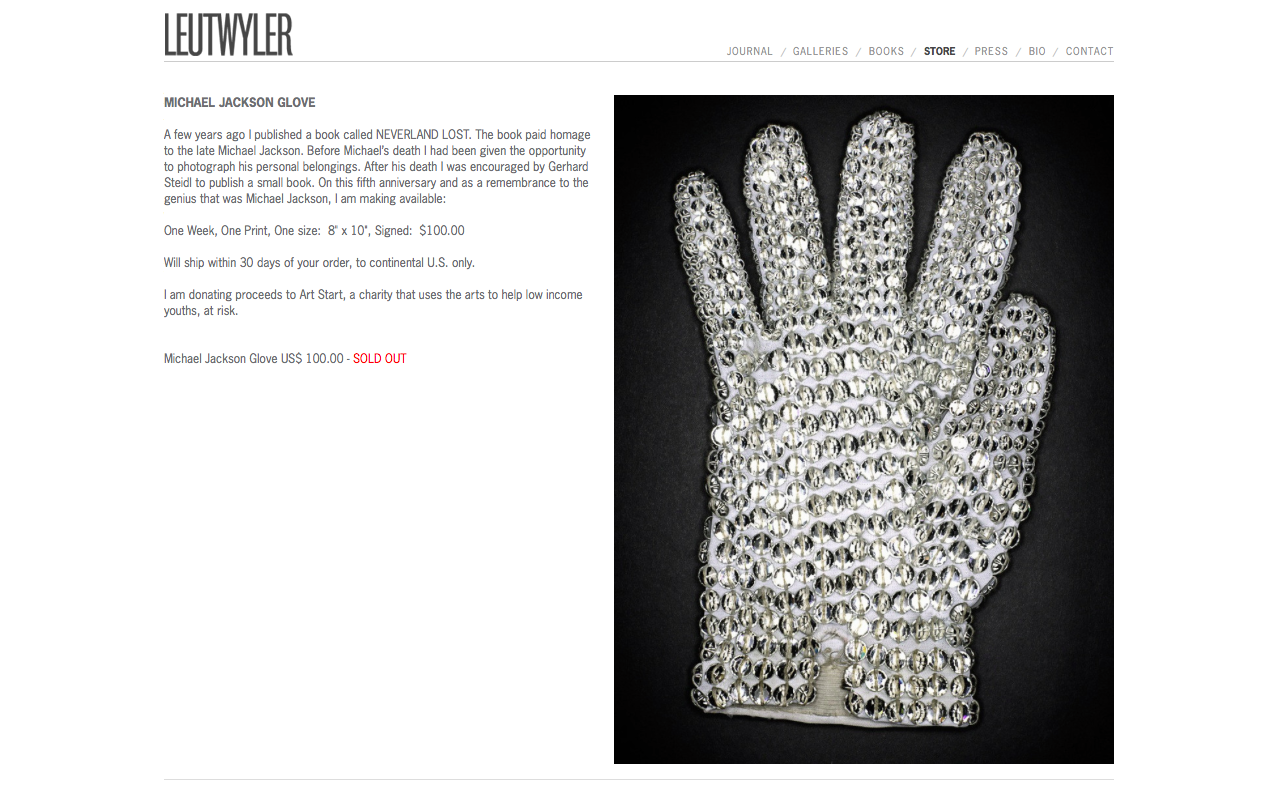 LEUTWYLER
JOURNAL / GALLERIES / BOOKS / STORE / PRESS / BIO / CONTACT
MICHAEL JACKSON GLOVE
A few years ago I published a book called NEVERLAND LOST. The book paid homage
to the late Michael Jackson. Before Michael's death I had been given the opportunity
to photograph his personal belongings. After his death I was encouraged by Gerhard
Steidl to publish a small book. On this fifth anniversary and as a remembrance to the
genius that was Michael Jackson, I am making available:
One Week, One Print, One size: 8" x 10", Signed: $100.00
Will ship within 30 days of your order, to continental U.S. only.
I am donating proceeds to Art Start, a charity that uses the arts to help low income
youths, at risk.
Michael Jackson Glove US$ 100.00 - SOLD OUT